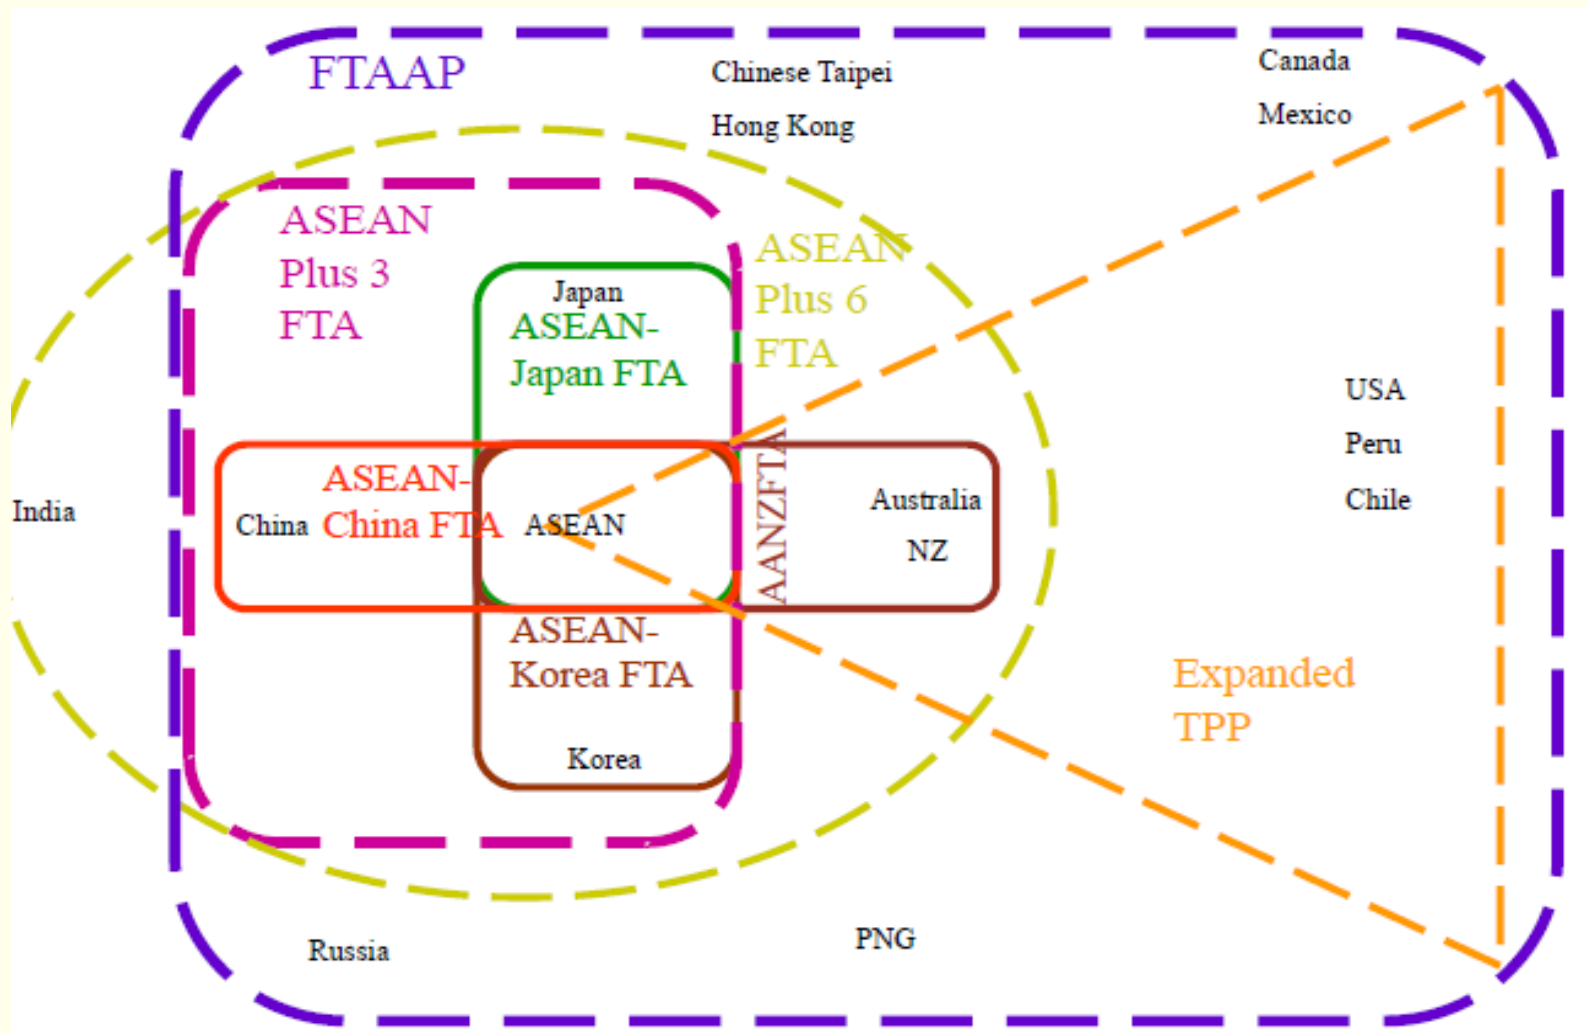 FTAAP
Chinese Taipei
Hong Kong
Canada
Mexico
ASEAN
Plus 3
FTA
ASEAN
Plus 6
FTA
Japan
ASEAN-
Japan FTA
USA
Peru
Chile
India
China
ASEAN-
China FTA
ASEAN
AANZFTA
Australia
NZ
ASEAN-
Korea FTA
Korea
Expanded
TPP
Russia
PNG